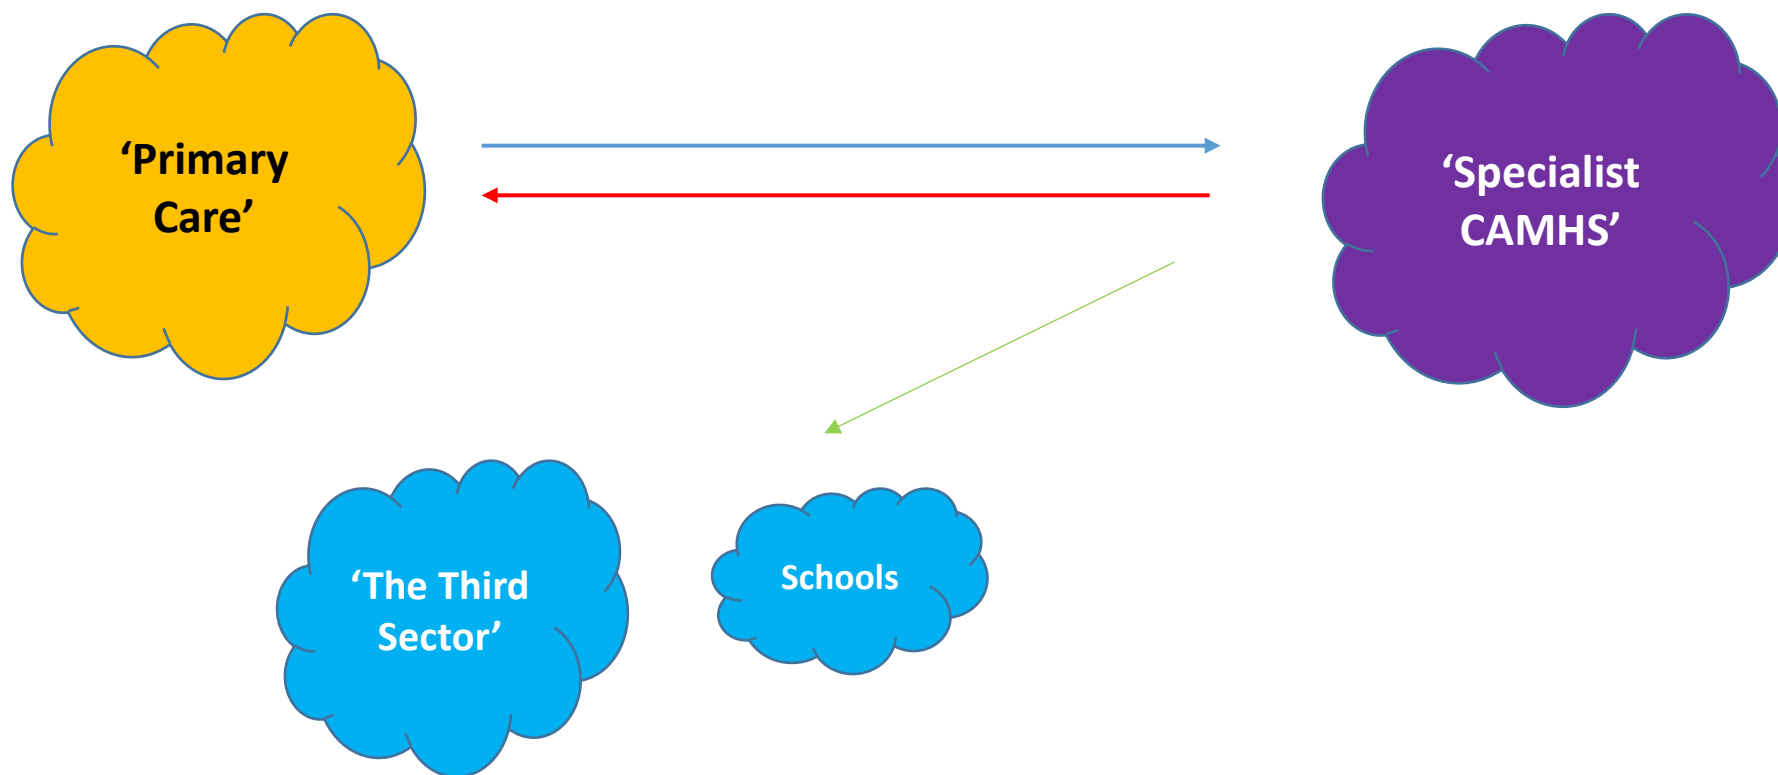 ‘Primary
Care’
‘Specialist
CAMHS’
‘The Third
Sector’
Schools